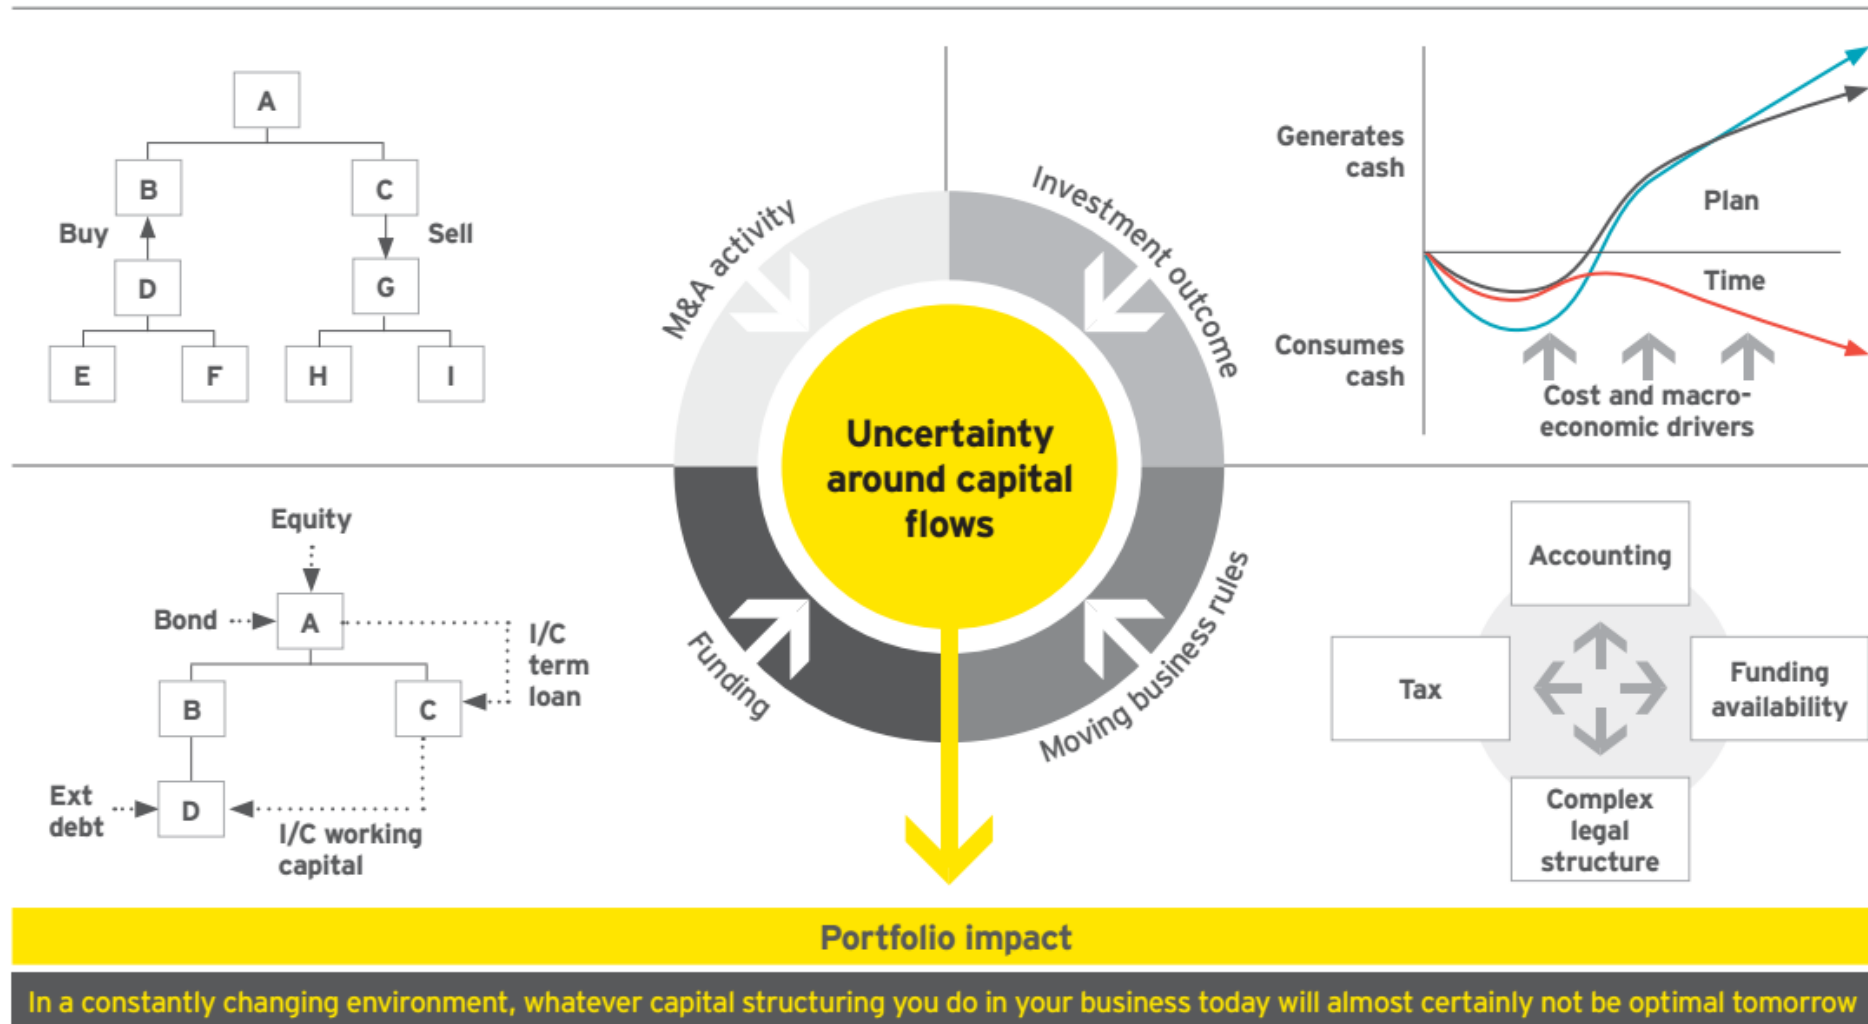 A
B
C
Buy
Sell
D
G
E
F
H
I
M&A activity
Investment outcome
Generates
cash
Plan
Time
Consumes
cash
Cost and macro-
economic drivers
Uncertainty
around capital
flows
Equity
Bond
A
I/C
term
loan
B
C
Ext
debt
D
I/C working
capital
Funding
Moving business rules
Accounting
Tax
Funding
availability
Complex
legal
structure
Portfolio impact
In a constantly changing environment, whatever capital structuring you do in your business today will almost certainly not be optimal tomorrow